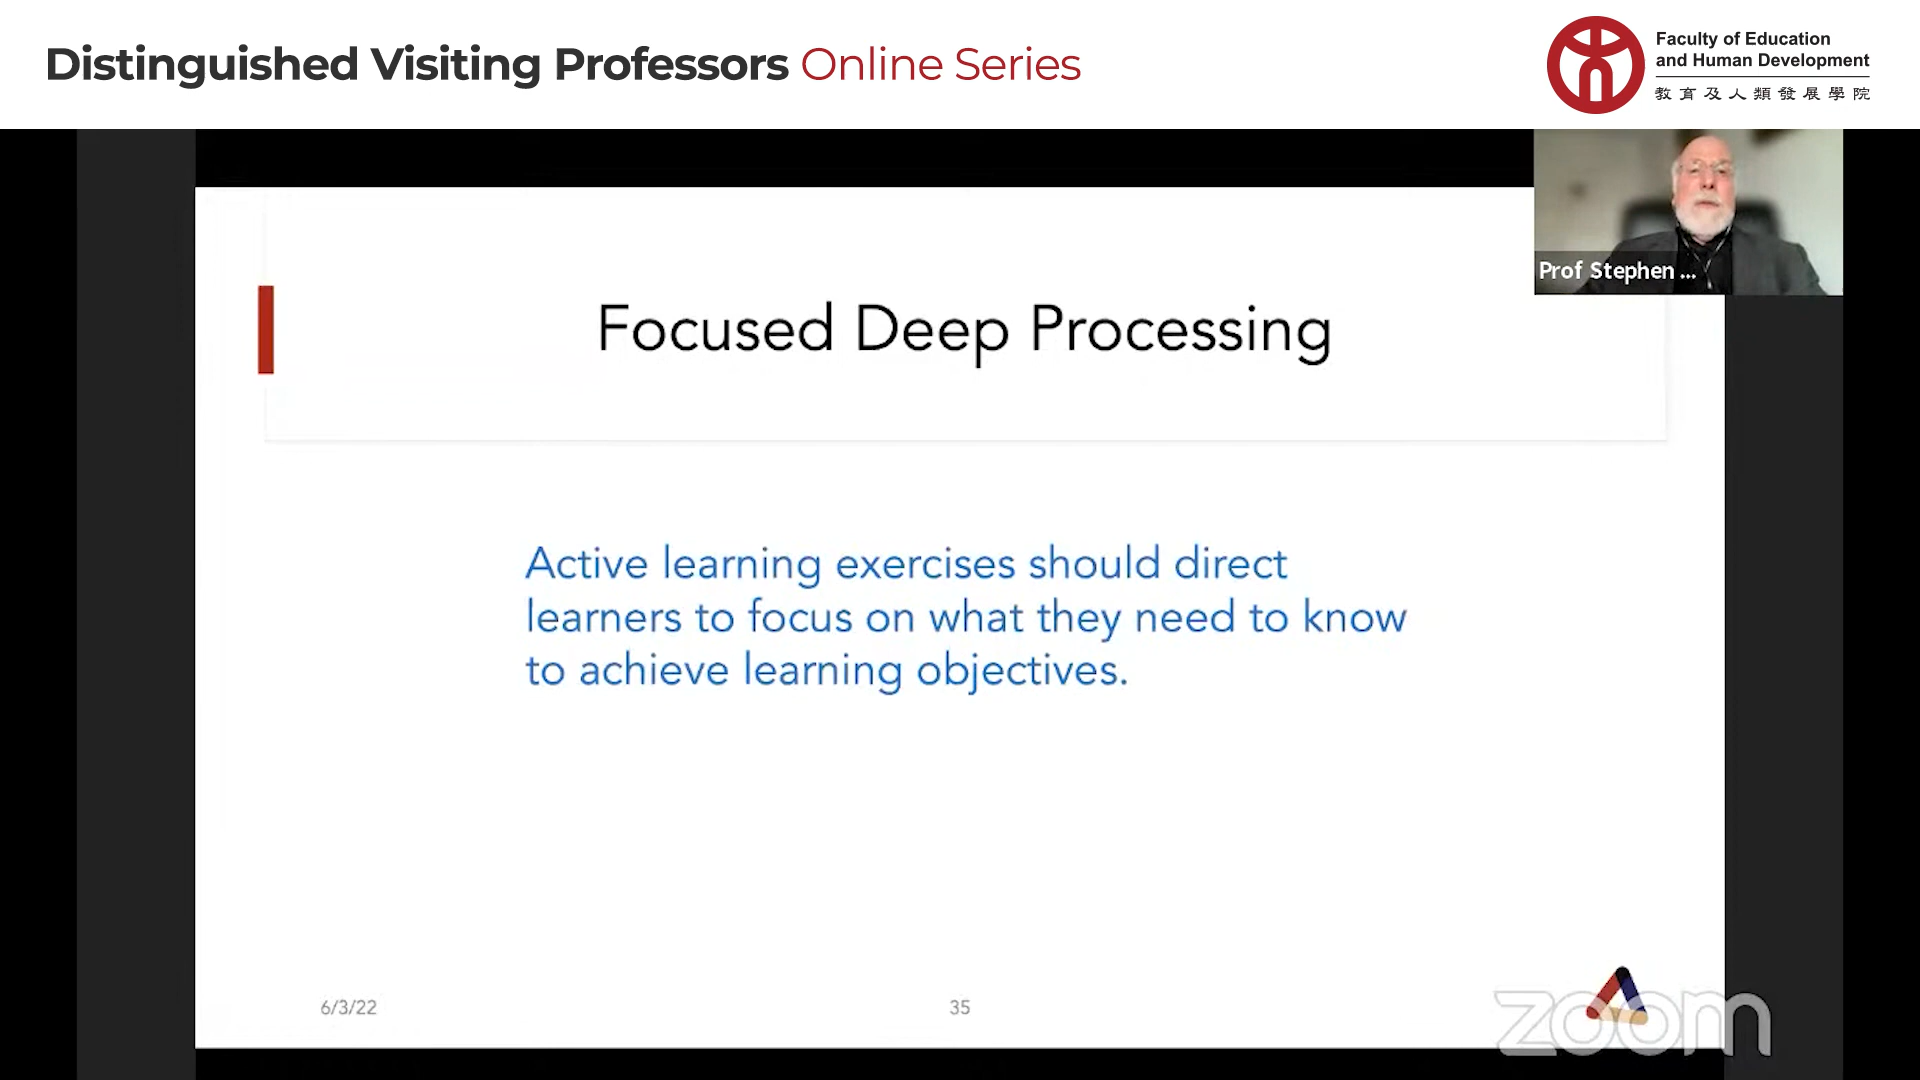 Distinguished Visiting Professors Online Series
Faculty of Education
and Human Development
教育及人類發展學院
Prof Stephen ...
Focused Deep Processing
Active learning exercises should direct
learners to focus on what they need to know
to achieve learning objectives.
6/3/22
35
zoom